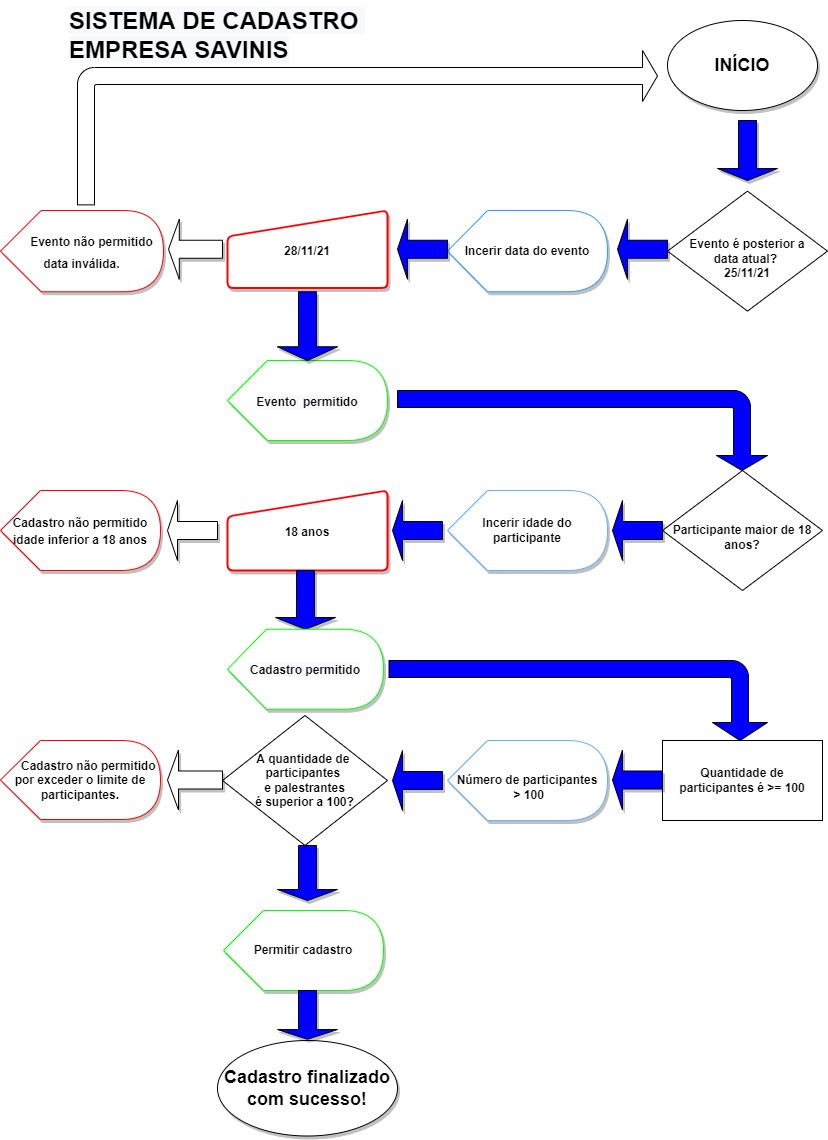 SISTEMA DE CADASTRO
EMPRESA SAVINIS
INÍCIO
Evento é posterior a
data atual?
25/11/21
Incerir data do evento
28/11/21
Evento não permitido
data inválida.
Evento permitido
Participante maior de 18
anos?
Incerir idade do
participante
18 anos
Cadastro não permitido
idade inferior a 18 anos
Cadastro permitido
Quantidade de
participantes é >= 100
Número de participantes
> 100
A quantidade de
participantes
e palestrantes
é superior a 100?
Cadastro não permitido
por exceder o limite de
participantes.
Permitir cadastro
Cadastro finalizado
com sucesso!